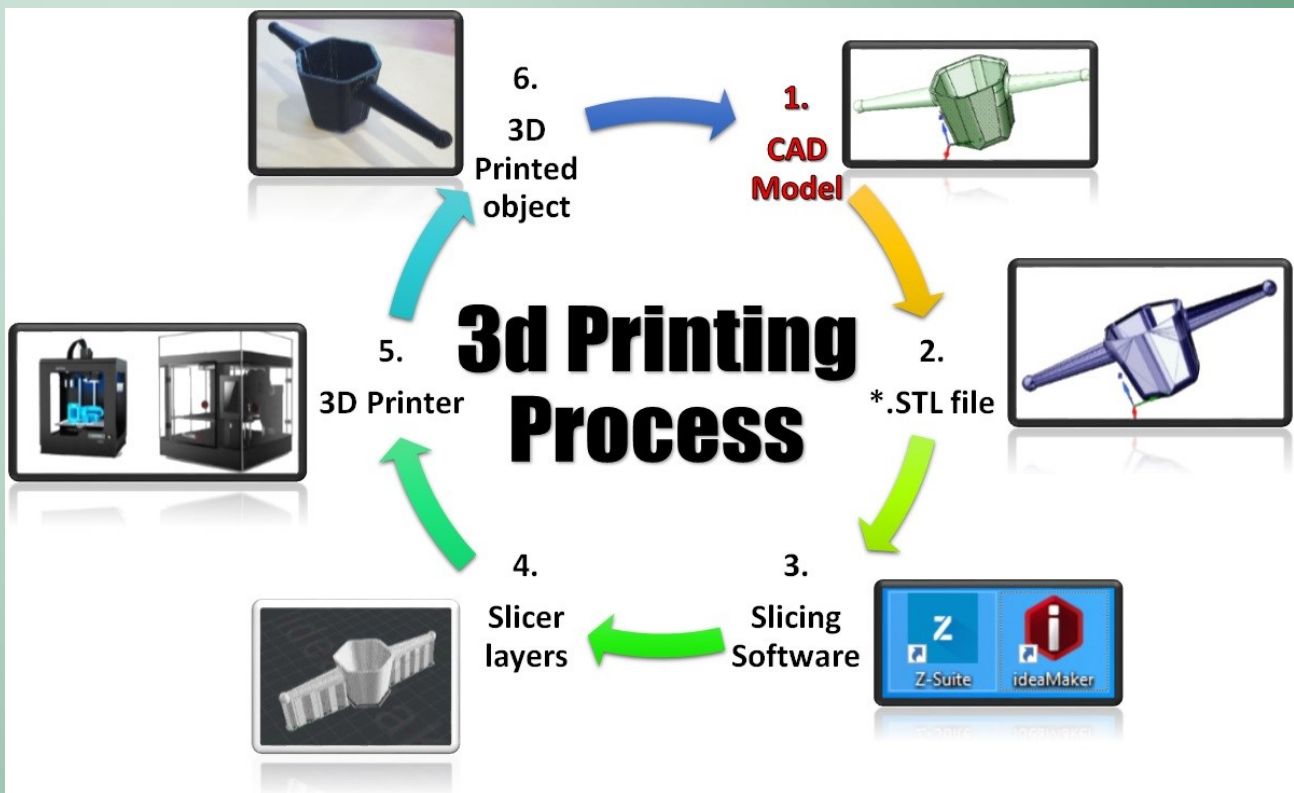 3d Printing
Process
1.
CAD
Model
2.
*.STL file
3.
Slicing
Software
Z-Suite
ideaMaker
4.
Slicer
layers
5.
3D Printer
6.
3D
Printed
object